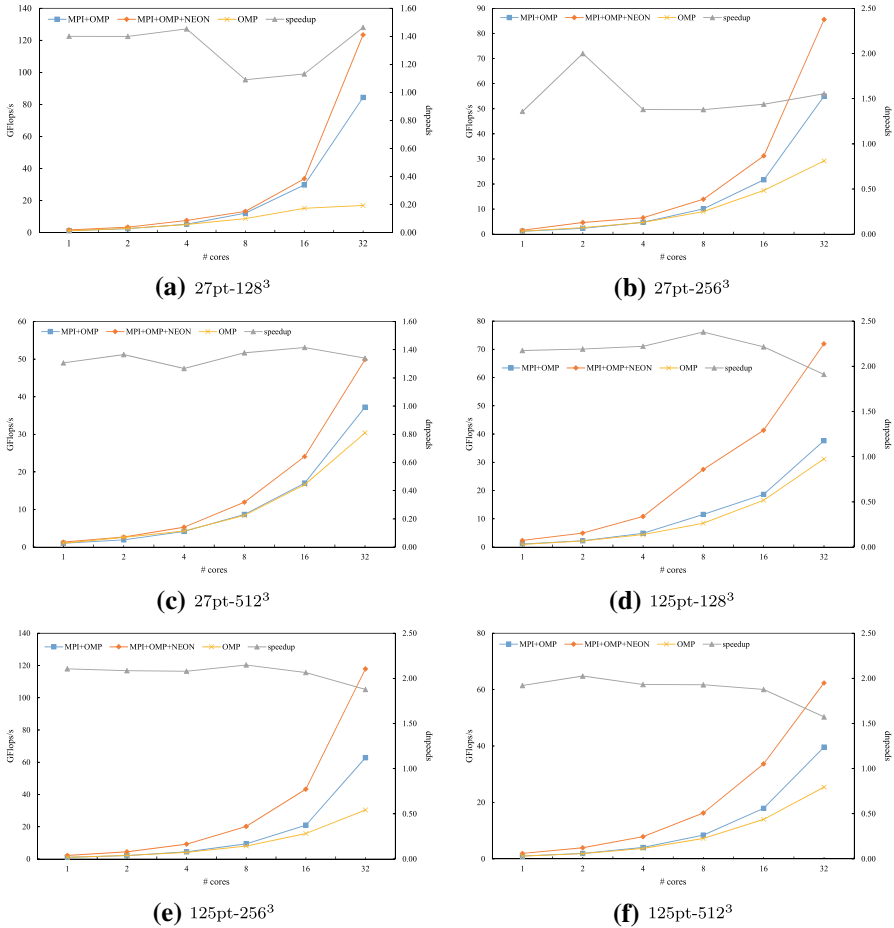 MPI+OMP MPI+OMP+NEON OMP speedup
140 120 100 80 60 40 20 0
GFlops/s
1.60 1.40 1.20 1.00 0.80 0.60 0.40 0.20 0.00
speedup
1 2 4 8 16 32
# cores
(a) 27pt-128³
MPI+OMP MPI+OMP+NEON OMP speedup
90 80 70 60 50 40 30 20 10 0
GFlops/s
2.50 2.00 1.50 1.00 0.50 0.00
speedup
1 2 4 8 16 32
# cores
(b) 27pt-256³
MPI+OMP MPI+OMP+NEON OMP speedup
60 50 40 30 20 10 0
GFlops/s
1.60 1.40 1.20 1.00 0.80 0.60 0.40 0.20 0.00
speedup
1 2 4 8 16 32
# cores
(c) 27pt-512³
MPI+OMP MPI+OMP+NEON OMP speedup
80 70 60 50 40 30 20 10 0
GFlops/s
2.50 2.00 1.50 1.00 0.50 0.00
speedup
1 2 4 8 16 32
# cores
(d) 125pt-128³
MPI+OMP MPI+OMP+NEON OMP speedup
140 120 100 80 60 40 20 0
GFlops/s
2.50 2.00 1.50 1.00 0.50 0.00
speedup
1 2 4 8 16 32
# cores
(e) 125pt-256³
MPI+OMP MPI+OMP+NEON OMP speedup
80 60 40 20 0
GFlops/s
2.50 2.00 1.50 1.00 0.50 0.00
speedup
1 2 4 8 16 32
# cores
(f) 125pt-512³